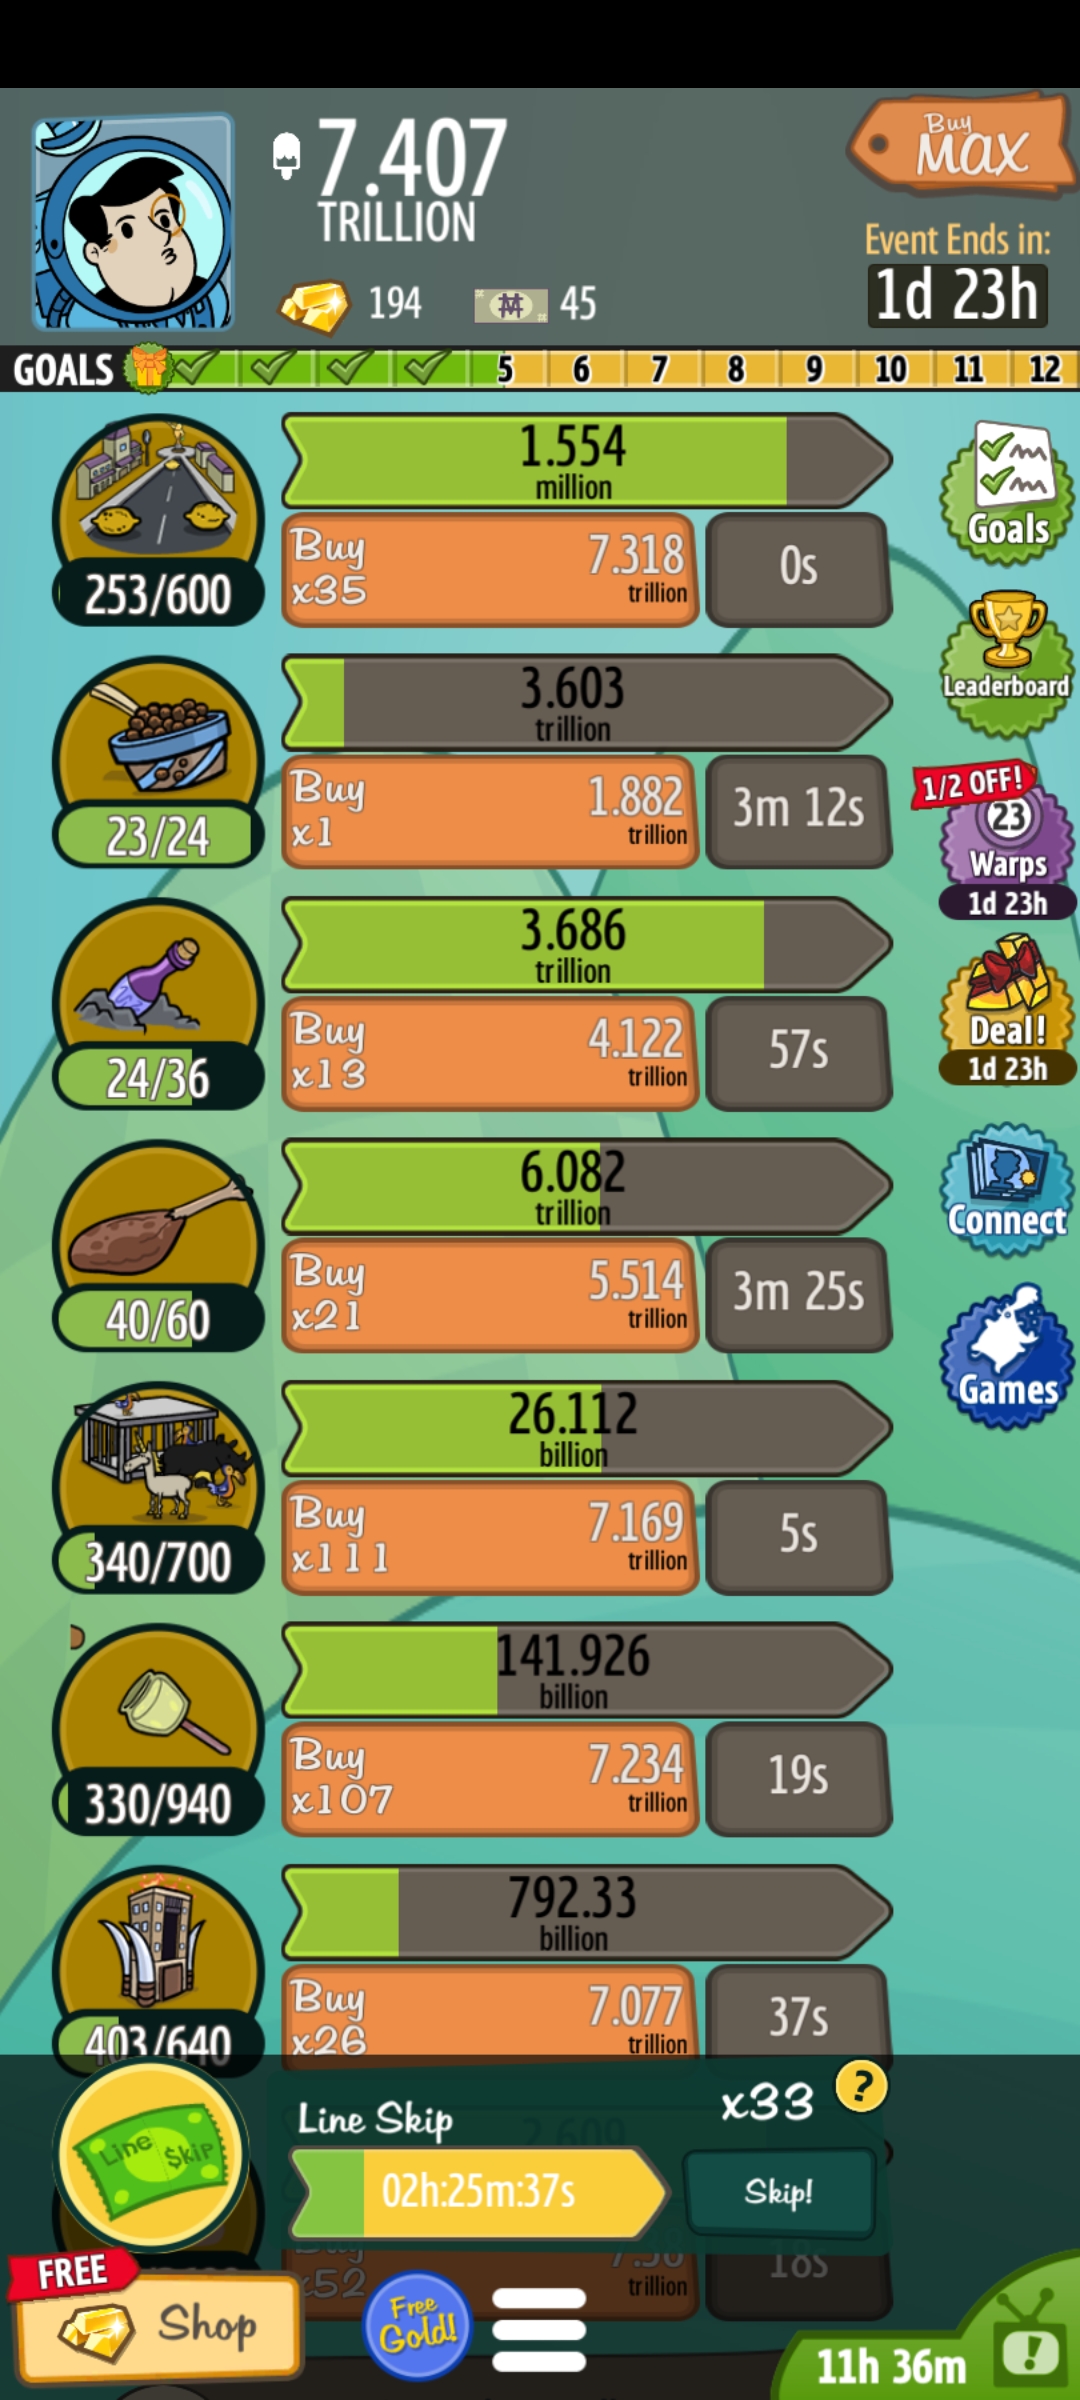 7.407
TRILLION
Buy
MAX
Event Ends in:
1d 23h
194
45
GOALS 5 6 7 8 9 10 11 12
1.554
million
Buy
x35
7.318
trillion
0s
253/600
Goals
3.603
trillion
Buy
x1
1.882
trillion
3m 12s
23/24
Leaderboard
1/2 OFF!
23
Warps
1d 23h
3.686
trillion
Buy
x13
4.122
trillion
57s
24/36
Deal!
1d 23h
6.082
trillion
Buy
x21
5.514
trillion
3m 25s
40/60
Connect
Games
26.112
billion
Buy
x111
7.169
trillion
5s
340/700
141.926
billion
Buy
x107
7.234
trillion
19s
330/940
792.33
billion
Buy
x26
7.077
trillion
37s
403/640
Line Skip
Line Skip
x33
?
2.609
02h:25m:37s
Skip!
Buy
x52
7.38
trillion
18s
FREE
Shop
Free
Gold!
11h 36m
!